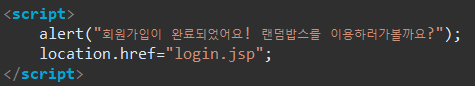 <script>
alert("회원가입이 완료되었어요! 랜덤밥스를 이용하러가볼까요?");
location.href="login.jsp";
</script>